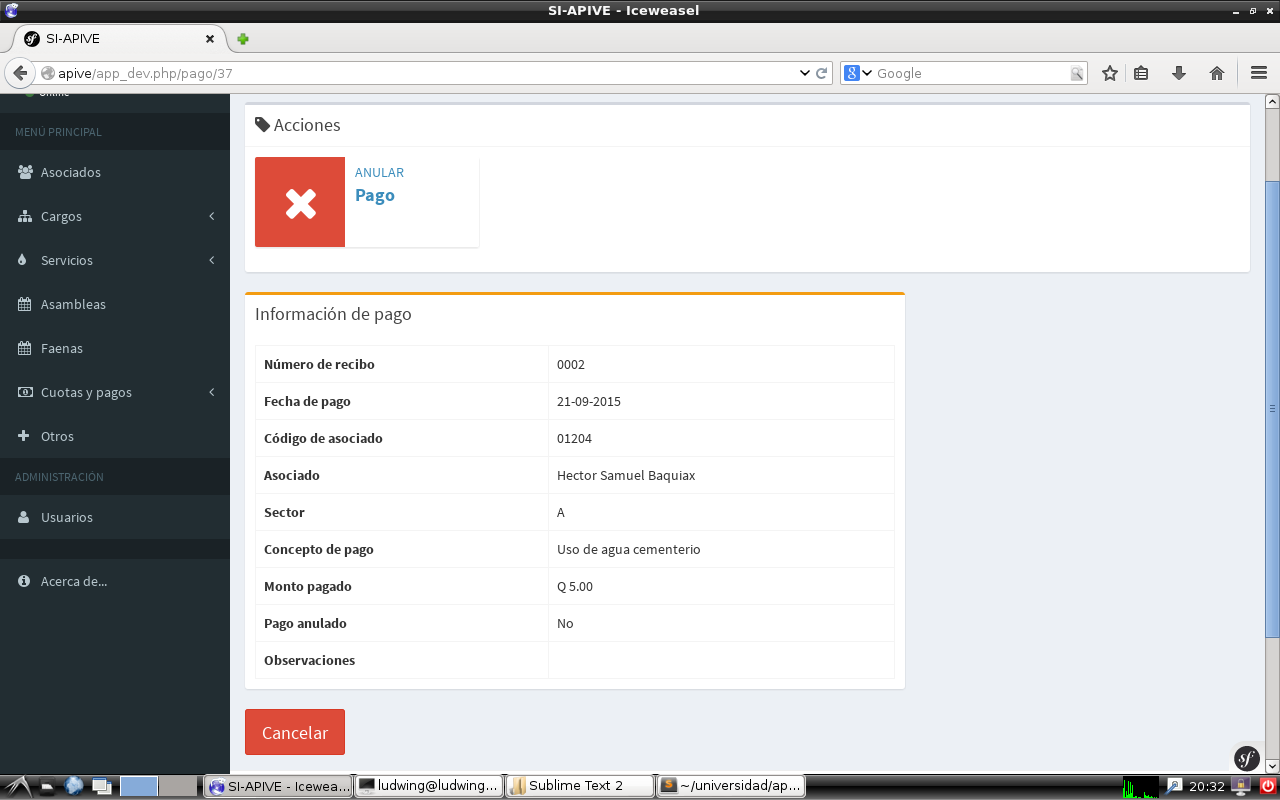 SI-APIVE - Iceweasel
SI-APIVE
apive/app_dev.php/pago/37
Google
Online
MENÚ PRINCIPAL
Asociados
Cargos
Servicios
Asambleas
Faenas
Cuotas y pagos
Otros
ADMINISTRACIÓN
Usuarios
Acerca de...
Acciones
ANULAR
Pago
Información de pago
Número de recibo 0002
Fecha de pago 21-09-2015
Código de asociado 01204
Asociado Hector Samuel Baquiax
Sector A
Concepto de pago Uso de agua cementerio
Monto pagado Q 5.00
Pago anulado No
Observaciones
Cancelar
SI-APIVE - Icewea...
ludwing@ludwing...
Sublime Text 2
~/universidad/ap...
20:32